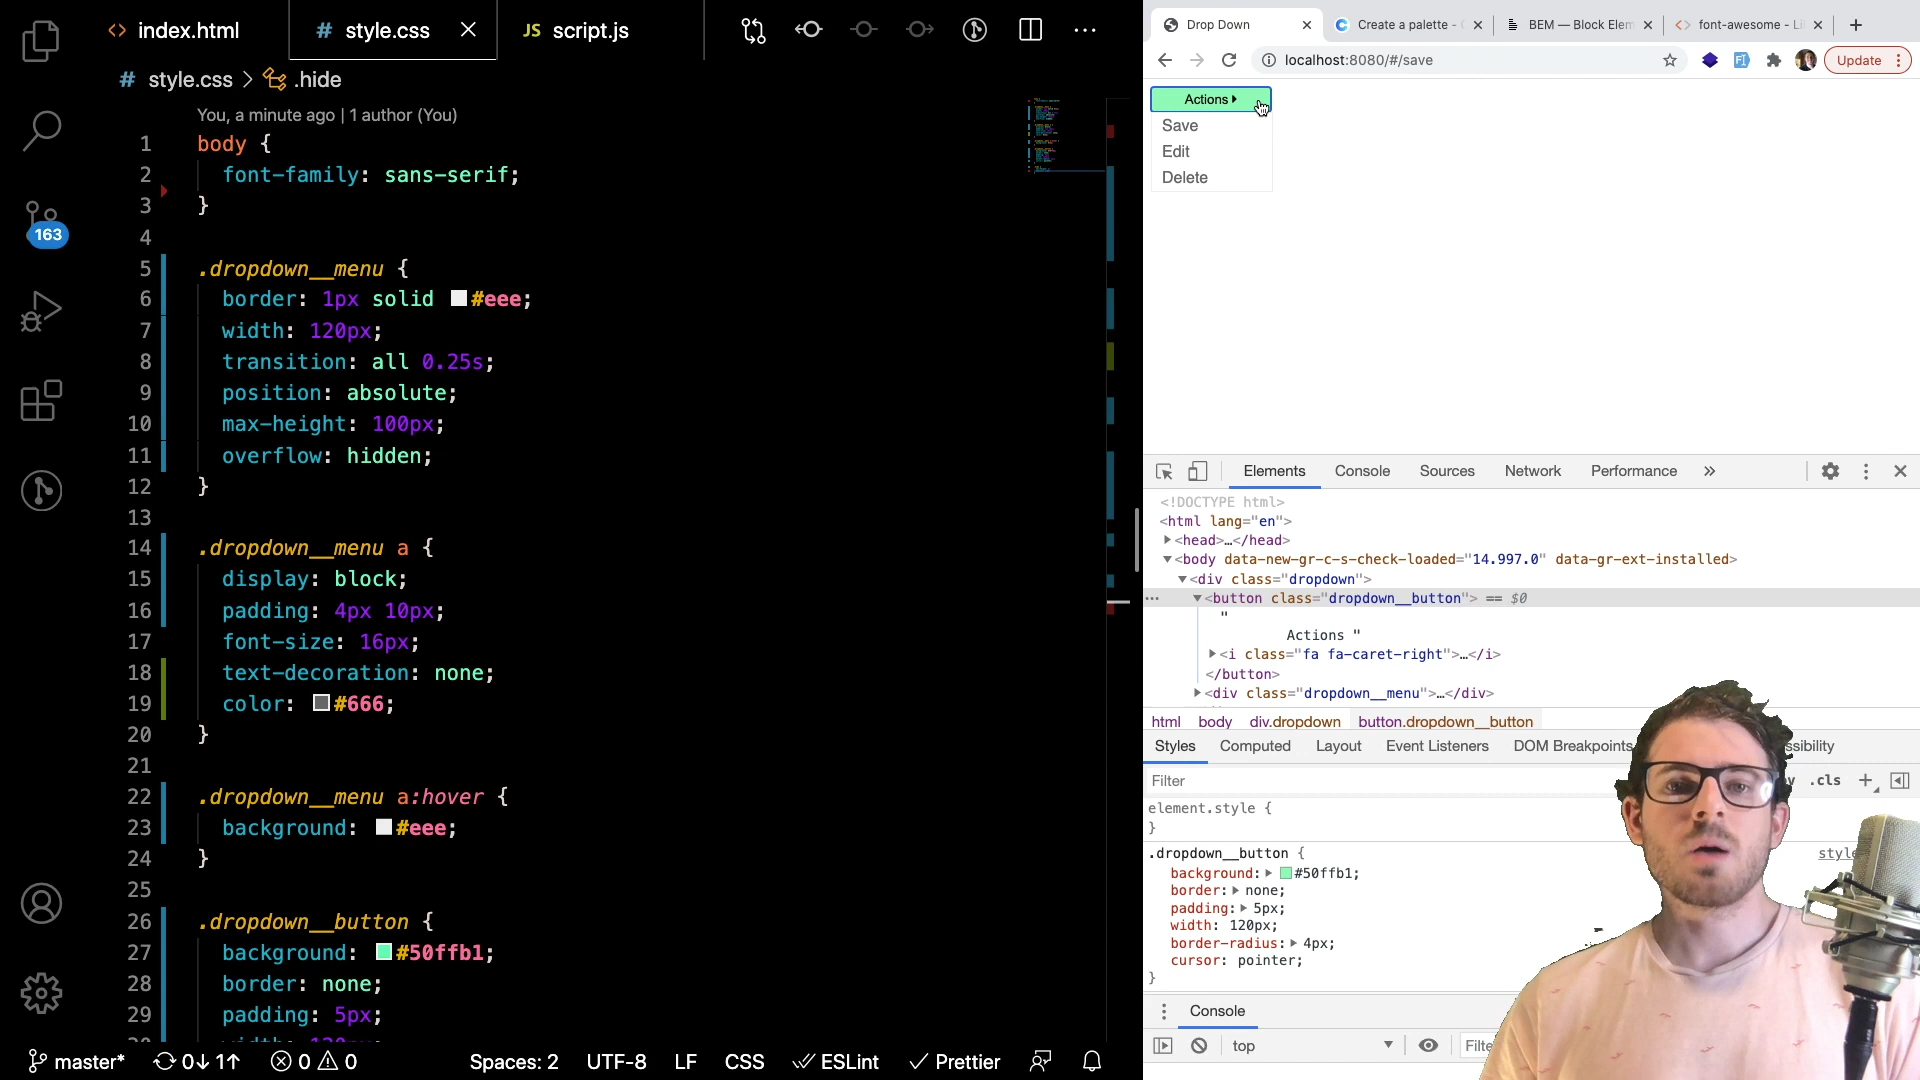 index.html
style.css
JS script.js
style.css > .hide
You, a minute ago | 1 author (You)
1 body {
2 font-family: sans-serif;
3 }
4
5 .dropdown__menu {
6 border: 1px solid #eee;
7 width: 120px;
8 transition: all 0.25s;
9 position: absolute;
10 max-height: 100px;
11 overflow: hidden;
12 }
13
14 .dropdown__menu a {
15 display: block;
16 padding: 4px 10px;
17 font-size: 16px;
18 text-decoration: none;
19 color: #666;
20 }
21
22 .dropdown__menu a:hover {
23 background: #eee;
24 }
25
26 .dropdown__button {
27 background: #50ffb1;
28 border: none;
29 padding: 5px;
163
master* 0↓ 1↑ 0 0 Spaces: 2 UTF-8 LF CSS ESLint Prettier
Drop Down
Create a palette -
BEM — Block Elem
font-awesome - Li
localhost:8080/#/save
Update
Actions
Save
Edit
Delete
Elements Console Sources Network Performance »
<!DOCTYPE html>
<html lang="en">
<head>…</head>
<body data-new-gr-c-s-check-loaded="14.997.0" data-gr-ext-installed>
<div class="dropdown">
<button class="dropdown__button"> == $0
"
Actions "
<i class="fa fa-caret-right">…</i>
</button>
<div class="dropdown__menu">…</div>
html body div.dropdown button.dropdown__button
Styles Computed Layout Event Listeners DOM Breakpoints ssibility
Filter
.cls
element.style {
}
.dropdown__button {
style
background: #50ffb1;
border: none;
padding: 5px;
width: 120px;
border-radius: 4px;
cursor: pointer;
}
Console
top
Filte